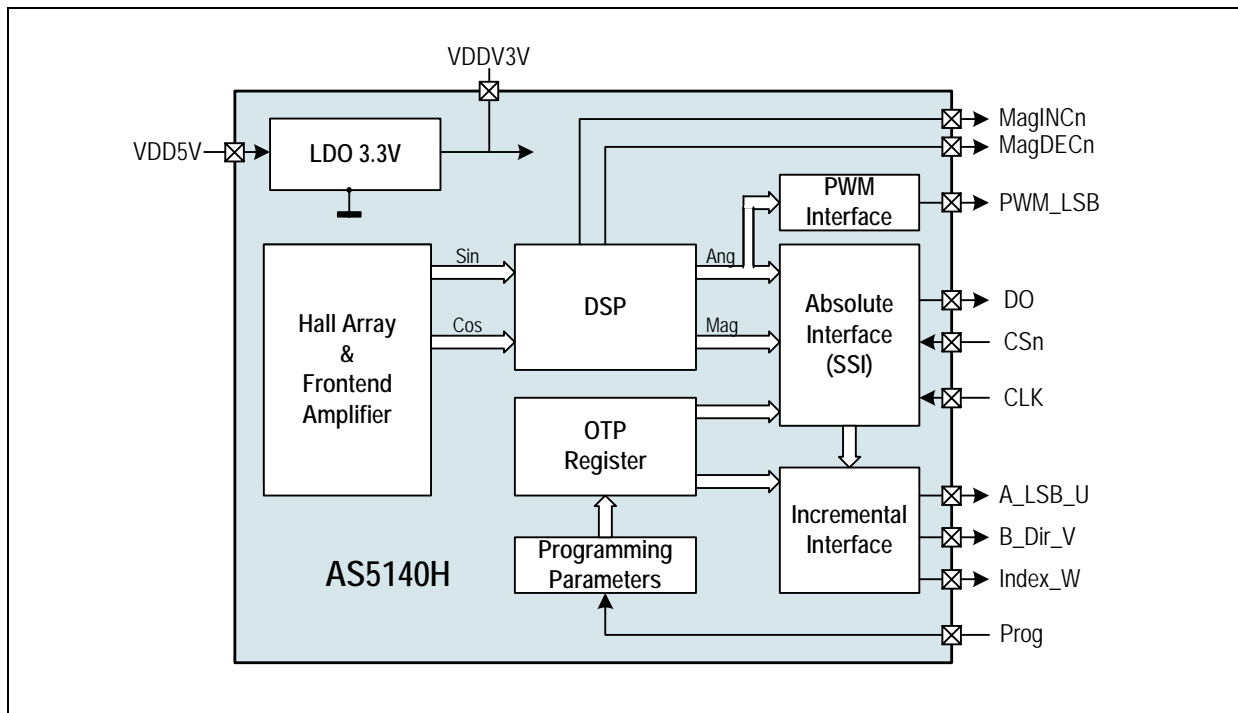 VDDV3V
VDD5V
LDO 3.3V
MagINCn
MagDECn
PWM
Interface
PWM_LSB
Hall Array
&
Frontend
Amplifier
Sin
Cos
DSP
Ang
Mag
Absolute
Interface
(SSI)
DO
CSn
CLK
OTP
Register
Programming
Parameters
Incremental
Interface
A_LSB_U
B_Dir_V
Index_W
Prog
AS5140H